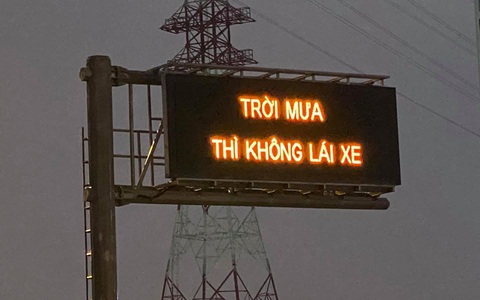 TRỜI MƯA
THÌ KHÔNG LÁI XE